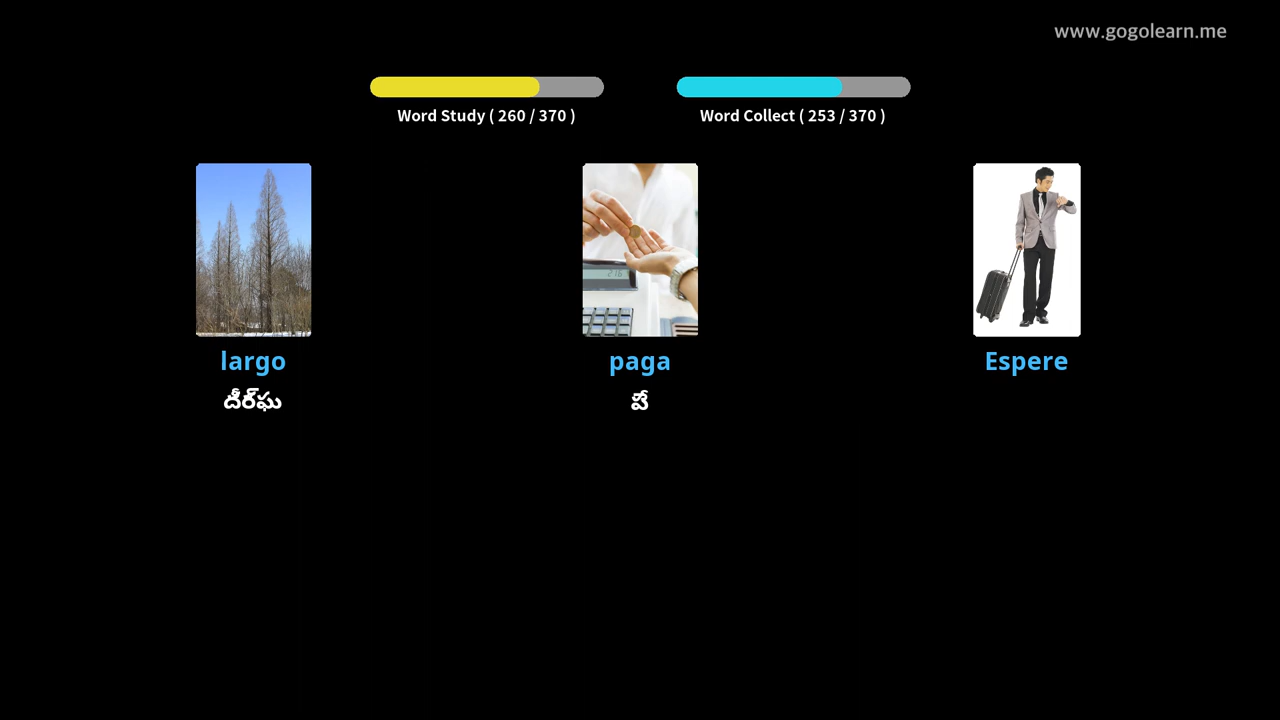 www.gogolearn.me
Word Study ( 260 / 370 )
Word Collect ( 253 / 370 )
largo
paga
Espere
దీర్ఘ
పే